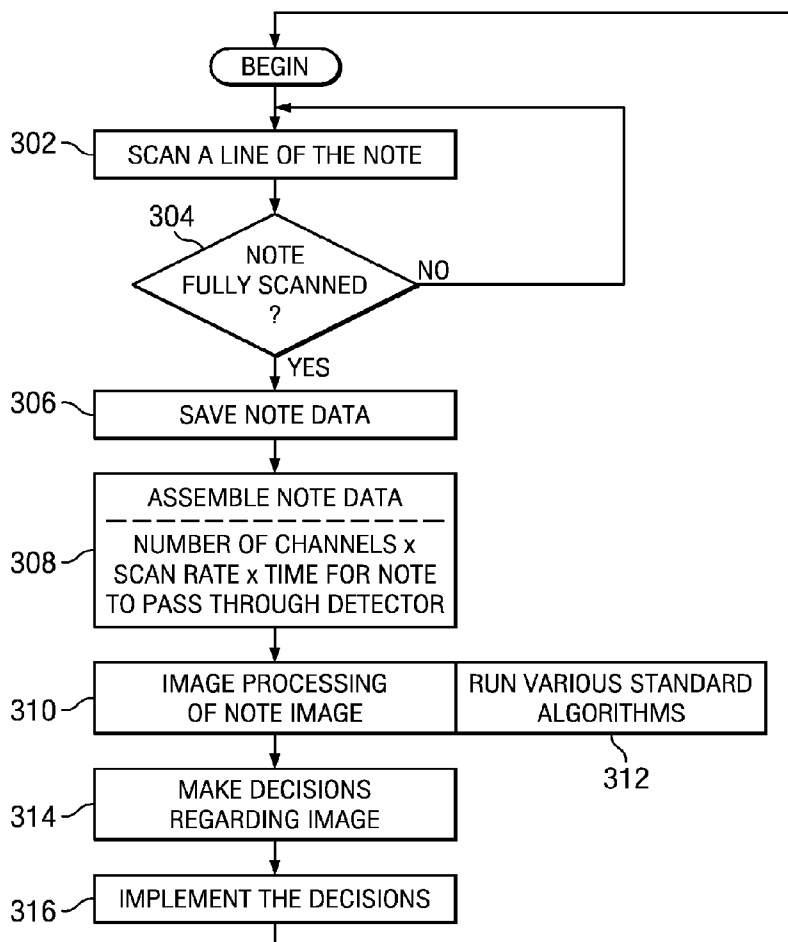 BEGIN
302
SCAN A LINE OF THE NOTE
304
NOTE
FULLY SCANNED
?
NO
YES
306
SAVE NOTE DATA
308
ASSEMBLE NOTE DATA
NUMBER OF CHANNELS x
SCAN RATE x TIME FOR NOTE
TO PASS THROUGH DETECTOR
310
IMAGE PROCESSING
OF NOTE IMAGE
RUN VARIOUS STANDARD
ALGORITHMS
312
314
MAKE DECISIONS
REGARDING IMAGE
316
IMPLEMENT THE DECISIONS